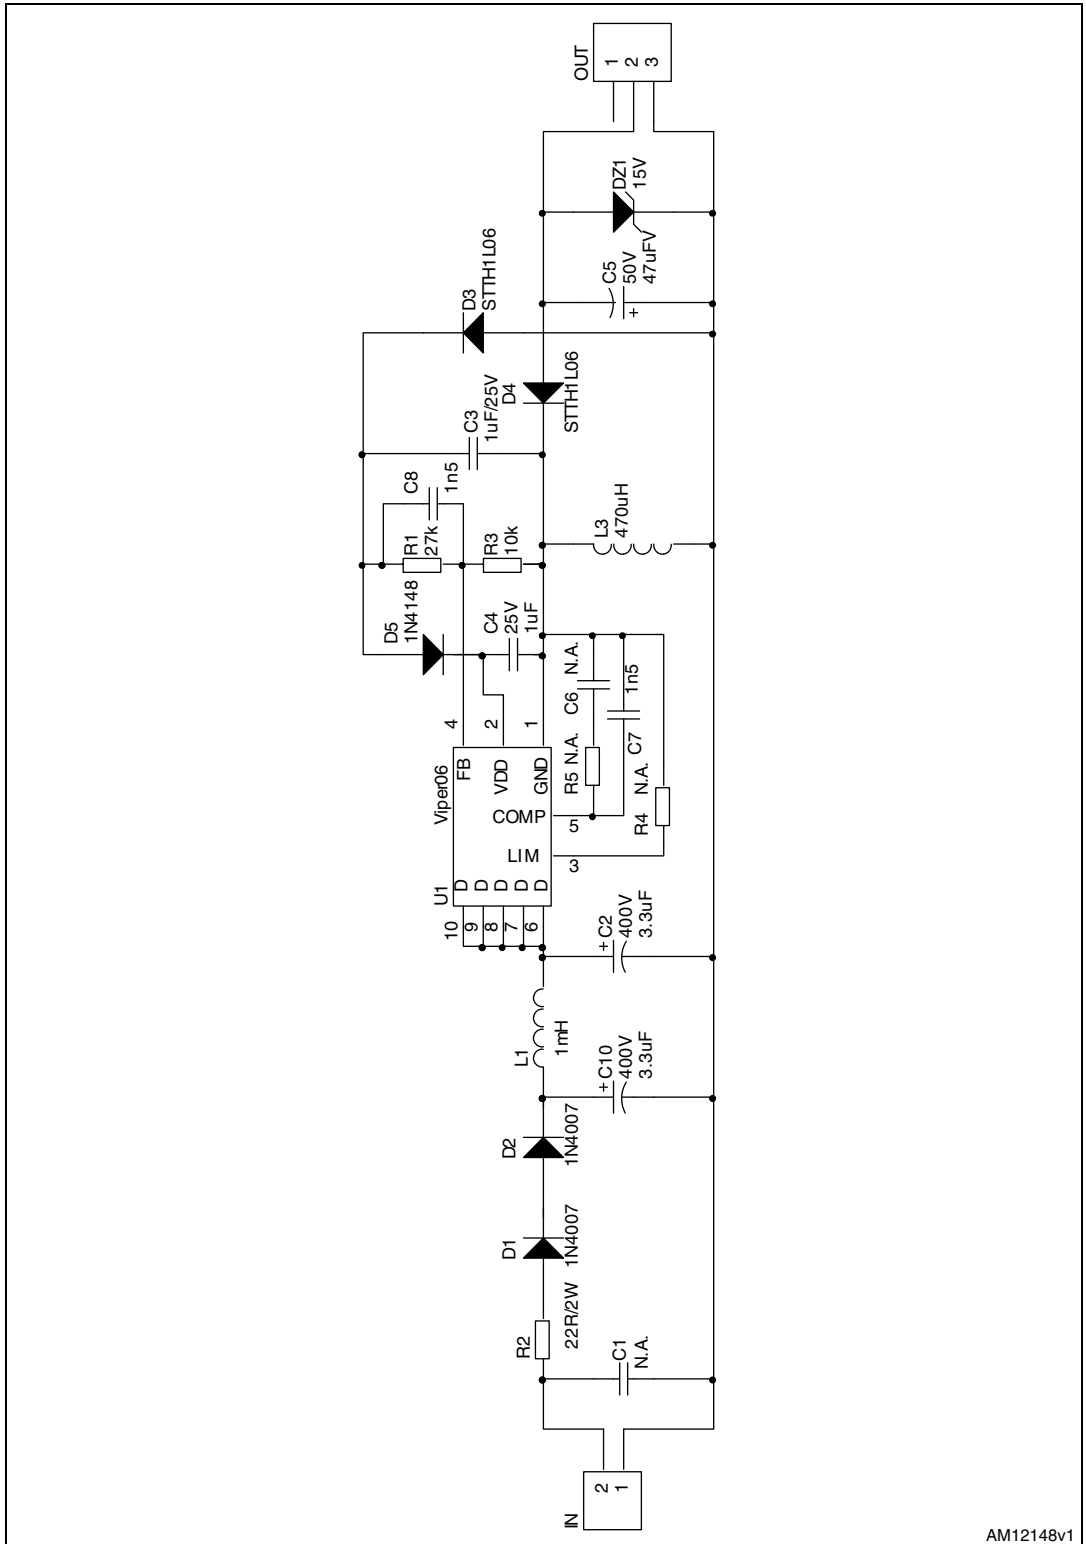 OUT
1
2
3
DZ1
15V
C5
50V
47uFV
+
D3
STTH1L06
D4
STTH1L06
C3
1uF/25V
C8
1n5
R1
27k
R3
10k
L3
470uH
D5
1N4148
C4
25V
1uF
4
2
1
U1
Viper06
FB
VDD
GND
COMP
LIM
D
D
D
D
D
10
9
8
7
6
5
3
C6
N.A.
R5
N.A.
C7
1n5
R4
N.A.
+
C2
400V
3.3uF
L1
1mH
+
C10
400V
3.3uF
D2
1N4007
D1
1N4007
R2
22R/2W
C1
N.A.
IN
2
1
AM12148v1